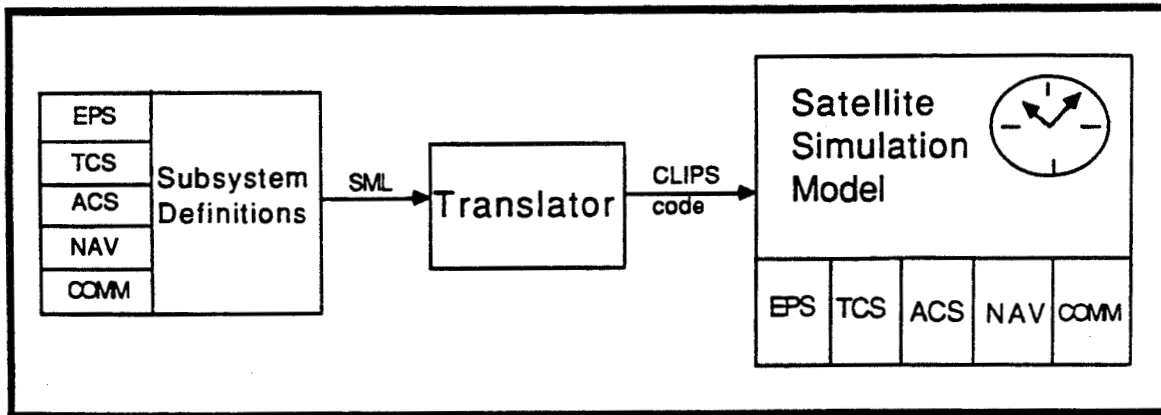 EPS
TCS
ACS
NAV
COMM
Subsystem
Definitions
SML
Translator
CLIPS
code
Satellite
Simulation
Model
EPS
TCS
ACS
NAV
COMM